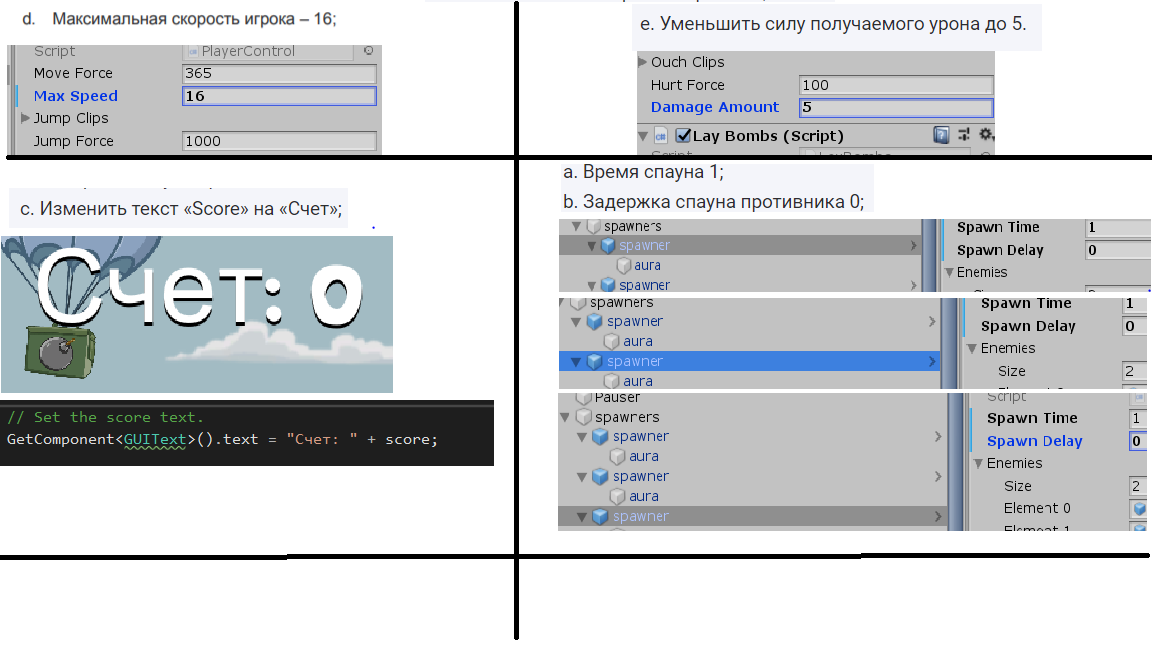 d. Максимальная скорость игрока – 16;
Script PlayerControl
Move Force 365
Max Speed 16
Jump Clips
Jump Force 1000
e. Уменьшить силу получаемого урона до 5.
Ouch Clips
Hurt Force 100
Damage Amount 5
Lay Bombs (Script)
c. Изменить текст «Score» на «Счет»;
Счет: 0
// Set the score text.
GetComponent<GUIText>().text = "Счет: " + score;
a. Время спауна 1;
b. Задержка спауна противника 0;
spawners
spawner
aura
spawner
Spawn Time 1
Spawn Delay 0
Enemies
spawners
spawner
aura
spawner
aura
Spawn Time 1
Spawn Delay 0
Enemies
Size 2
Pauser
spawners
spawner
aura
spawner
aura
spawner
Script
Spawn Time 1
Spawn Delay 0
Enemies
Size 2
Element 0
Element 1